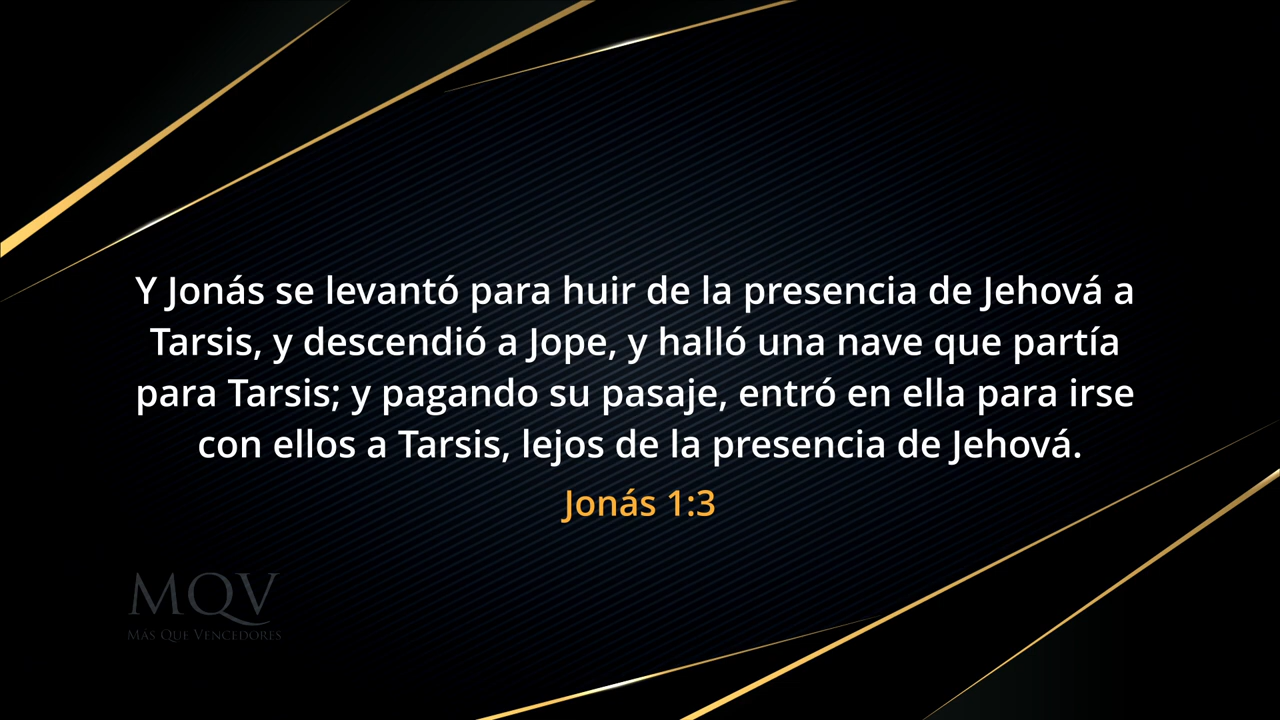 Y Jonás se levantó para huir de la presencia de Jehová a
Tarsis, y descendió a Jope, y halló una nave que partía
para Tarsis; y pagando su pasaje, entró en ella para irse
con ellos a Tarsis, lejos de la presencia de Jehová.
Jonás 1:3
MQV
Más Que Vencedores